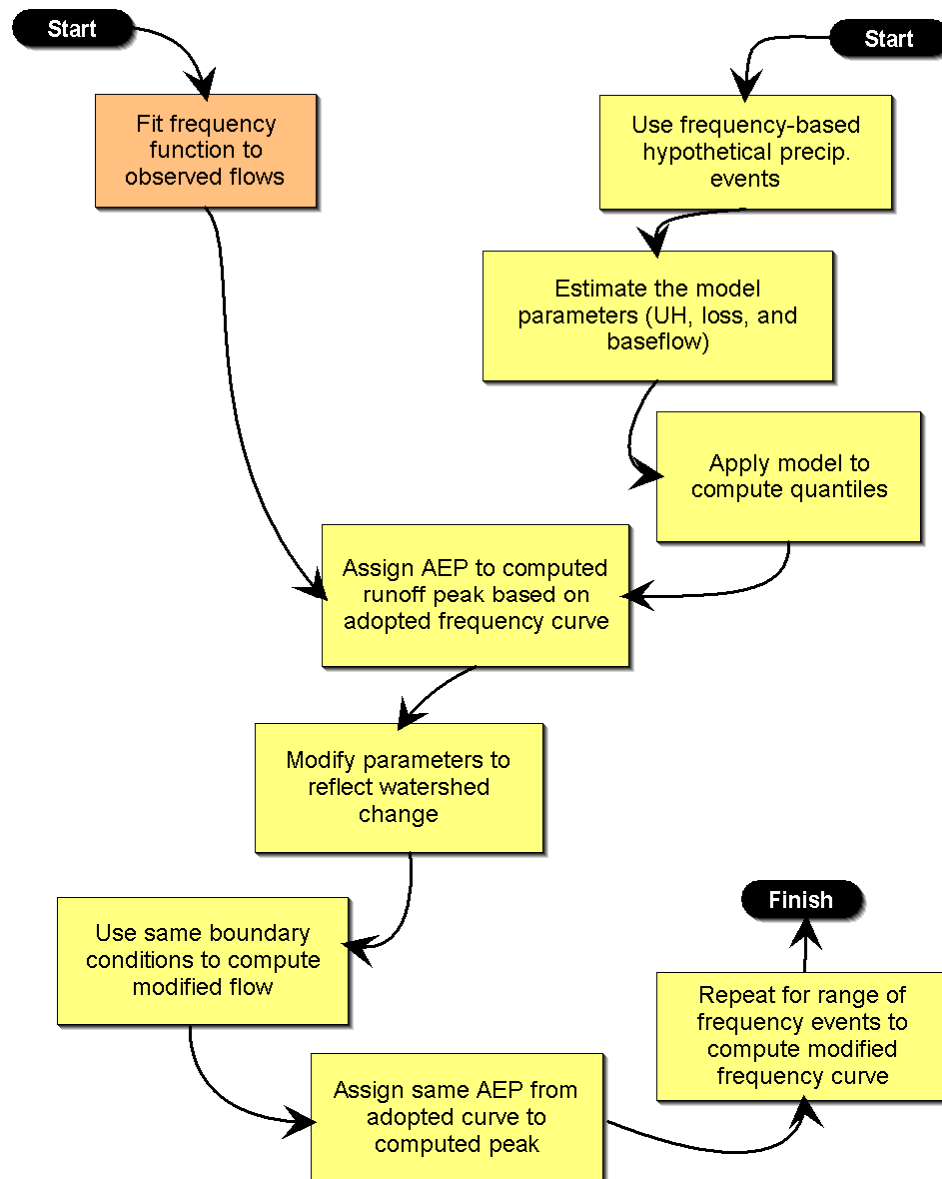 Start
Start
Fit frequency
function to
observed flows
Use frequency-based
hypothetical precip.
events
Estimate the model
parameters (UH, loss, and
baseflow)
Apply model to
compute quantiles
Assign AEP to computed
runoff peak based on
adopted frequency curve
Modify parameters to
reflect watershed
change
Use same boundary
conditions to compute
modified flow
Assign same AEP from
adopted curve to
computed peak
Repeat for range of
frequency events to
compute modified
frequency curve
Finish